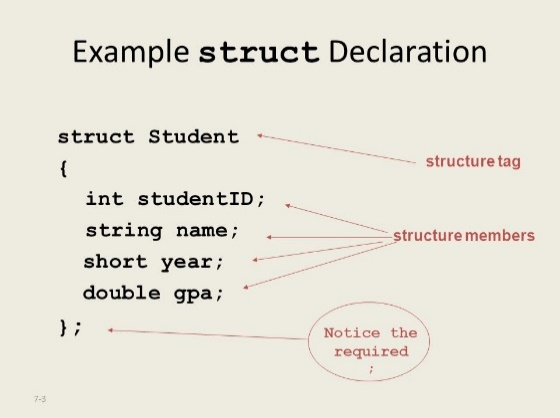 Example struct Declaration
struct Student
structure tag
{
int studentID;
string name;
structure members
short year;
double gpa;
};
Notice the
required
;
7-3